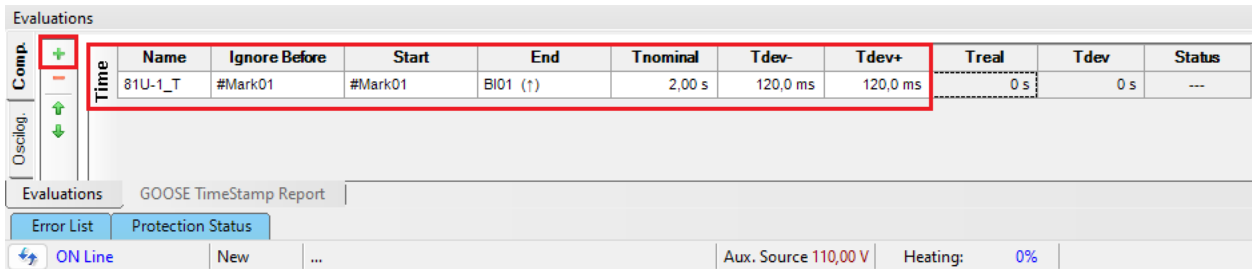 Evaluations
Comp.
Oscilog.
Time
Name Ignore Before Start End Tnominal Tdev- Tdev+ Treal Tdev Status
81U-1_T #Mark01 #Mark01 BI01 (↑) 2,00 s 120,0 ms 120,0 ms 0 s 0 s ---
Evaluations GOOSE TimeStamp Report
Error List Protection Status
ON Line New ... Aux. Source 110,00 V Heating: 0%